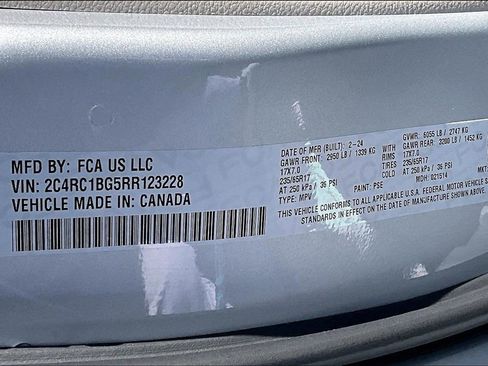 MFD BY: FCA US LLC
VIN: 2C4RC1BG5RR123228
VEHICLE MADE IN: CANADA
DATE OF MFR (BUILT): 2-24 GVWR: 6055 LB / 2747 KG
GAWR FRONT: 2950 LB / 1339 KG GAWR REAR: 3200 LB / 1452 KG
17X7.0 RIMS 17X7.0
235/65R17 TIRES 235/65R17
AT 250 kPa / 36 PSI COLD AT 250 kPa / 36 PSI
TYPE: MPV PAINT: PSE MDH: 021514
THIS VEHICLE CONFORMS TO ALL APPLICABLE U.S. FEDERAL MOTOR VEHICLE
IN EFFECT ON THE DATE OF MANUFACTURE SHOWN ABOVE.